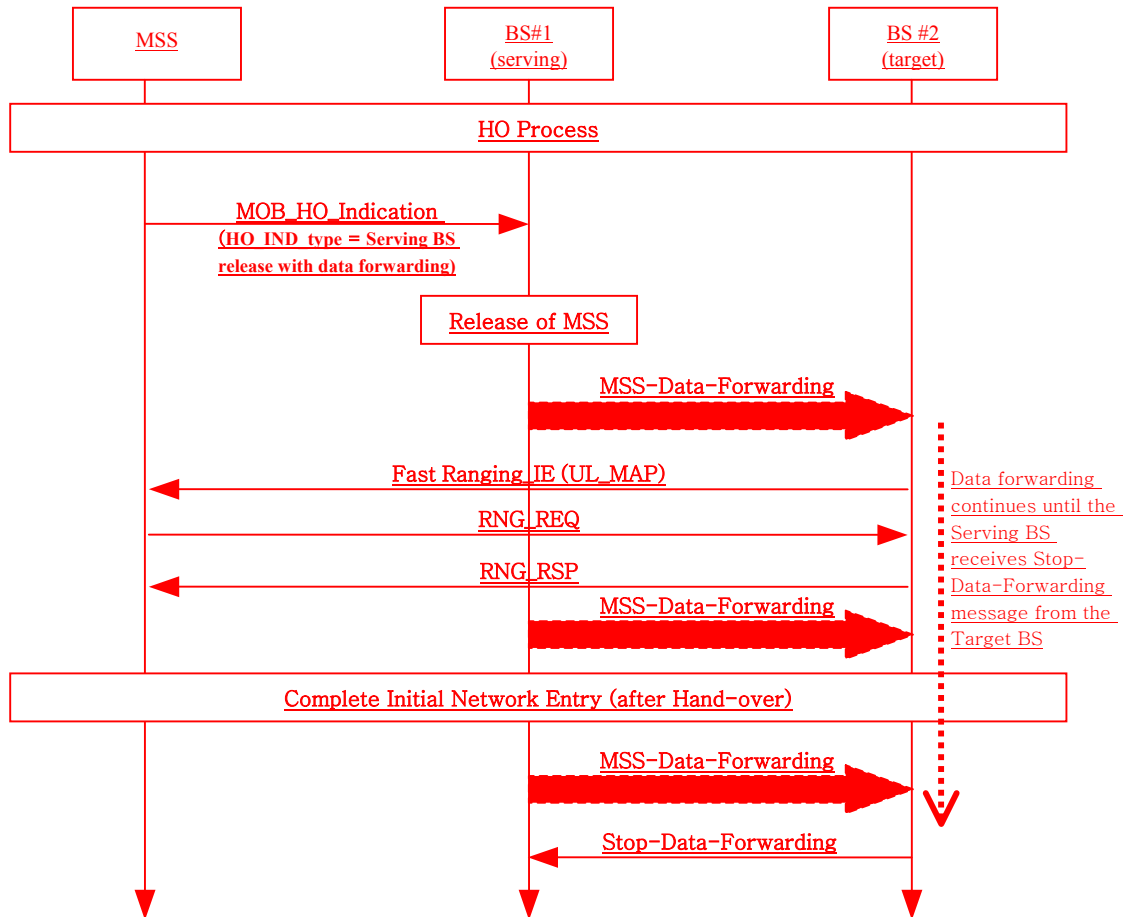 MSS
BS#1
(serving)
BS #2
(target)
HO Process
MOB_HO_Indication
(HO_IND_type = Serving BS
release with data forwarding)
Release of MSS
MSS-Data-Forwarding
Fast Ranging_IE (UL_MAP)
RNG_REQ
RNG_RSP
MSS-Data-Forwarding
Data forwarding
continues until the
Serving BS
receives Stop-
Data-Forwarding
message from the
Target BS
Complete Initial Network Entry (after Hand-over)
MSS-Data-Forwarding
Stop-Data-Forwarding